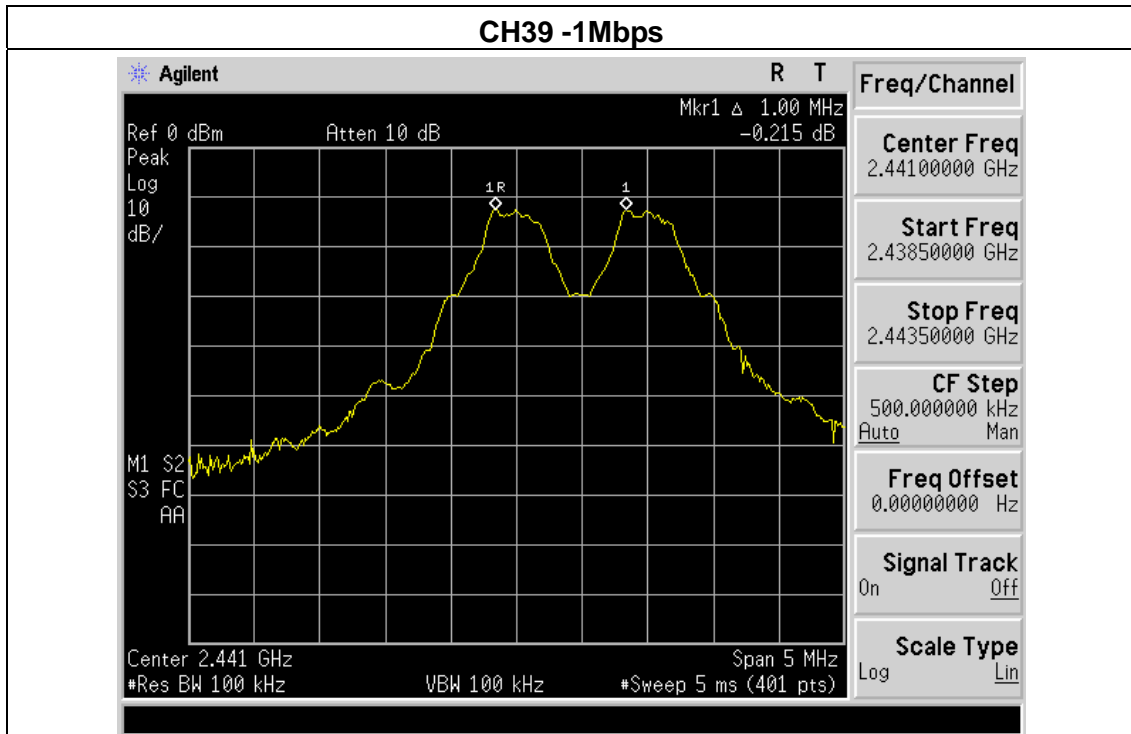 CH39 -1Mbps
Agilent R T
Mkr1 Δ 1.00 MHz
Ref 0 dBm Atten 10 dB -0.215 dB
Peak
Log
10
dB/
1R 1
M1 S2
S3 FC
AA
Center 2.441 GHz Span 5 MHz
#Res BW 100 kHz VBW 100 kHz #Sweep 5 ms (401 pts)
Freq/Channel
Center Freq
2.44100000 GHz
Start Freq
2.43850000 GHz
Stop Freq
2.44350000 GHz
CF Step
500.000000 kHz
Auto Man
Freq Offset
0.00000000 Hz
Signal Track
On Off
Scale Type
Log Lin